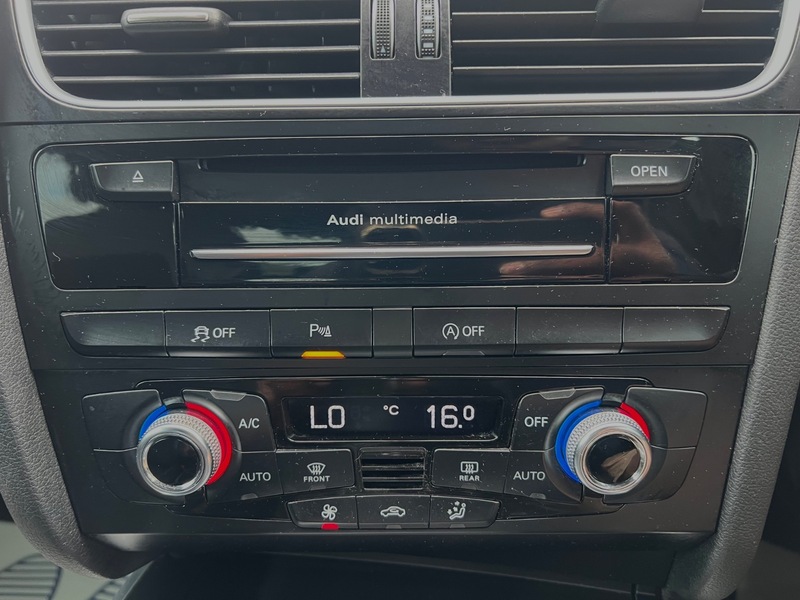 OPEN
Audi multimedia
OFF
P
A OFF
LO °C 16.0
A/C
OFF
AUTO
FRONT
REAR
AUTO